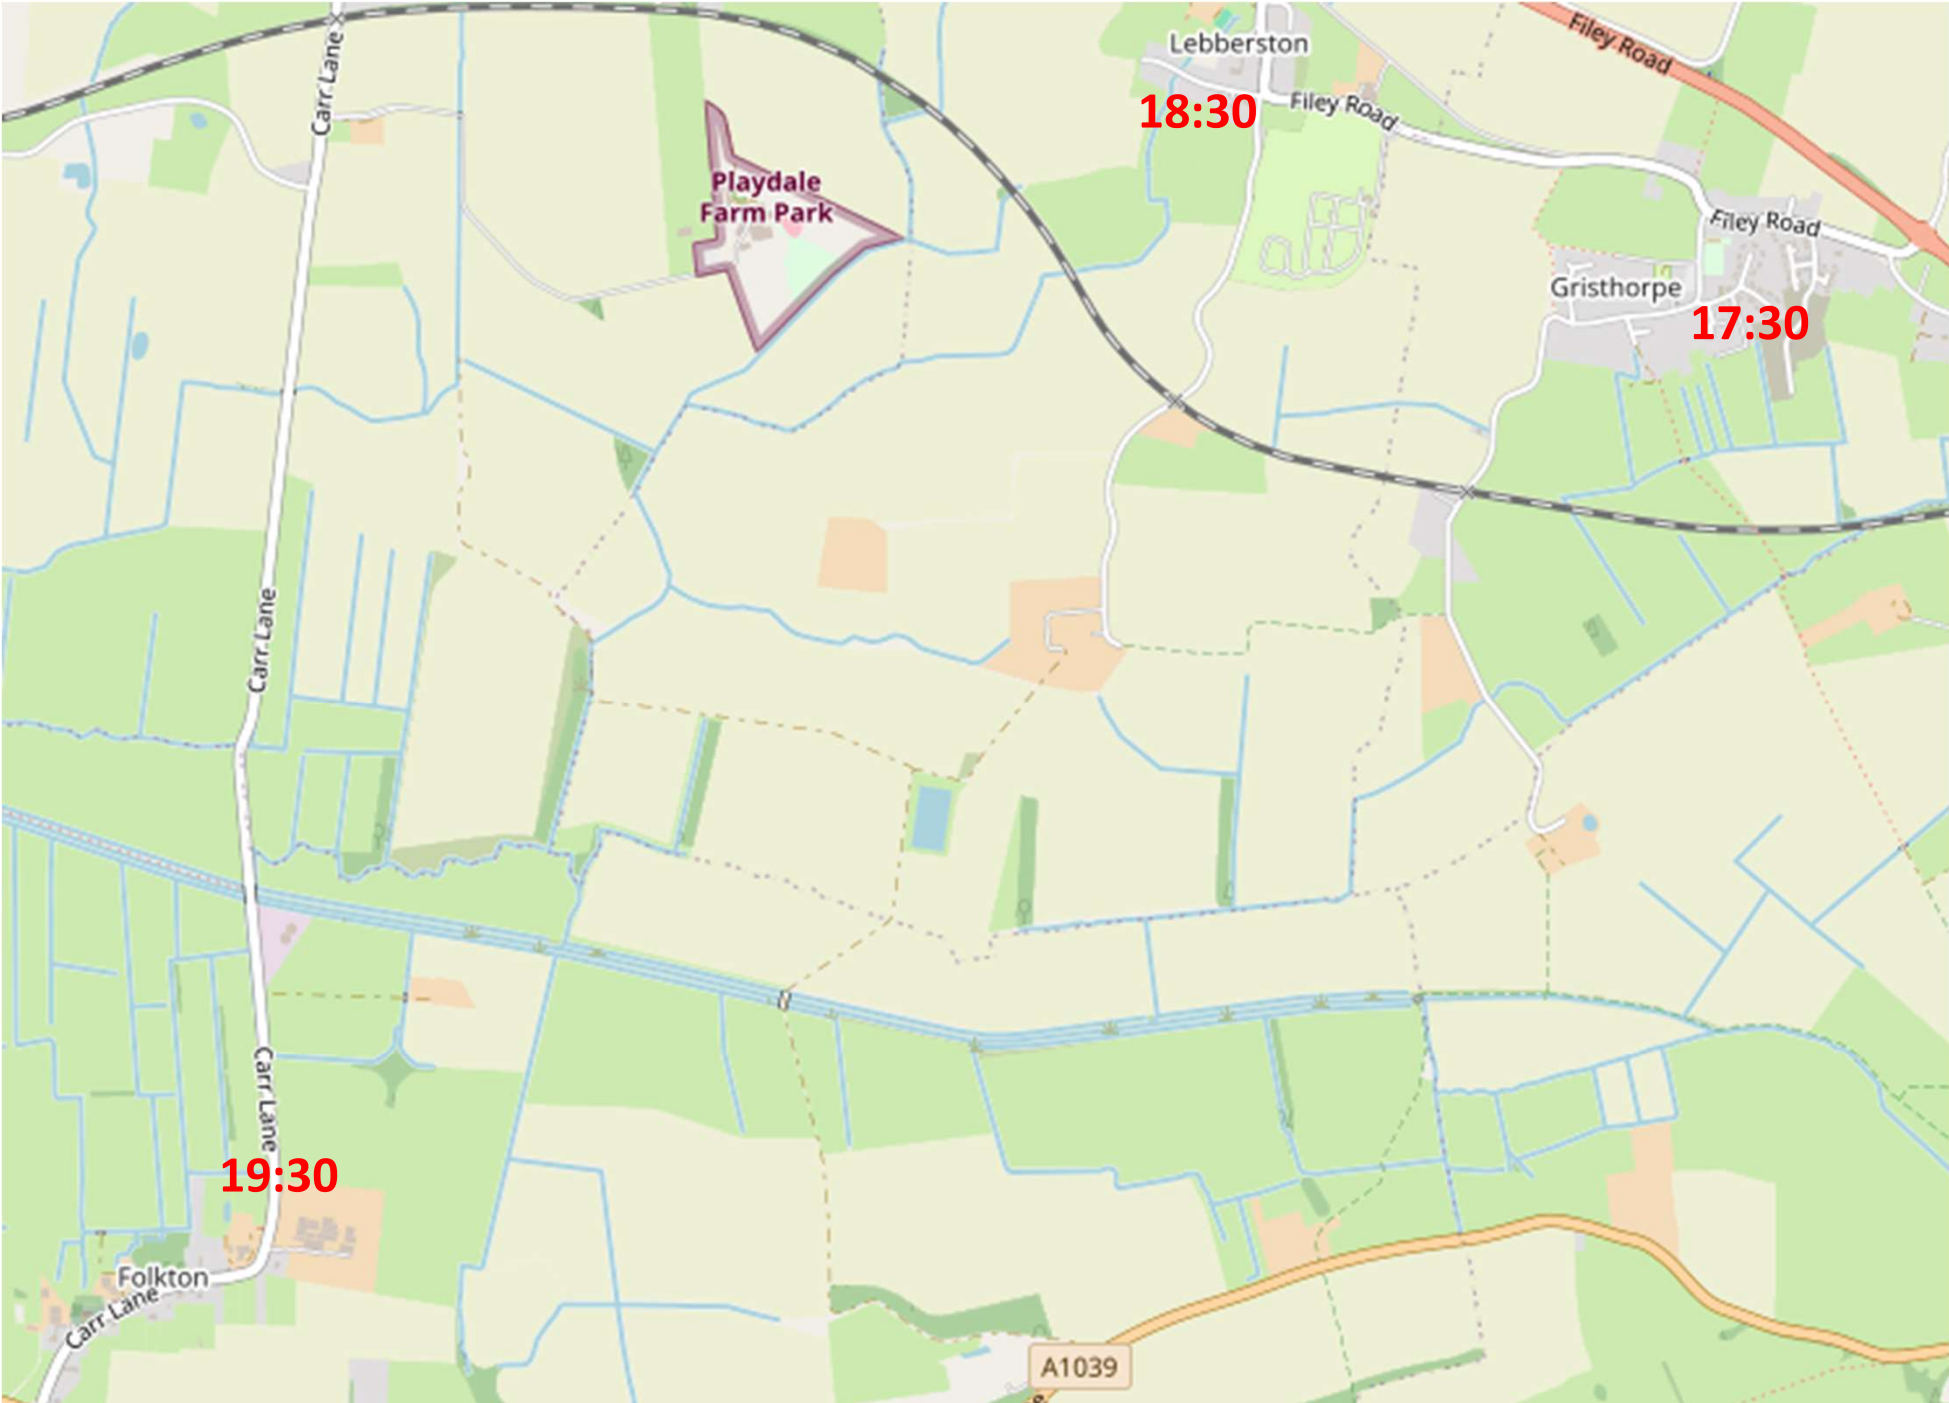 Carr Lane
Lebberston
Filey Road
18:30
Filey Road
Playdale
Farm Park
Filey Road
Gristhorpe
17:30
Carr Lane
Carr Lane
19:30
Folkton
Carr Lane
A1039